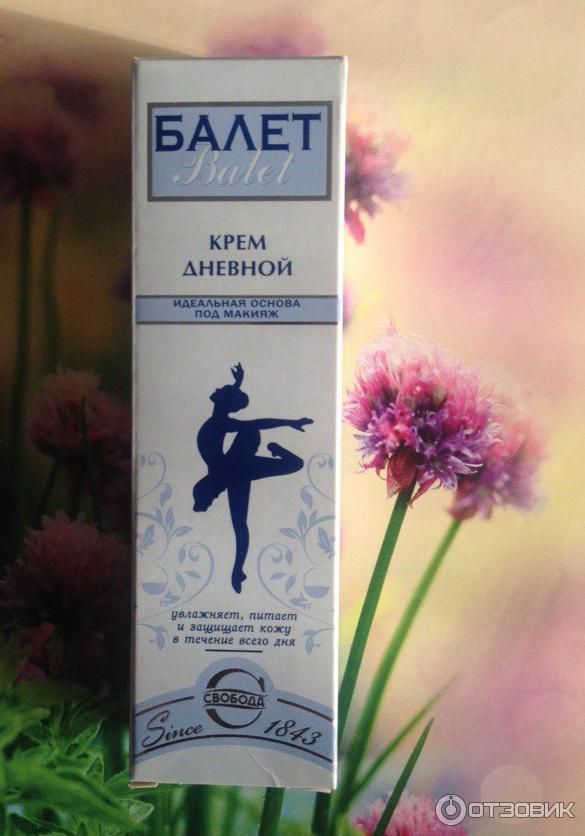 БАЛЕТ
Balet
КРЕМ
ДНЕВНОЙ
ИДЕАЛЬНАЯ ОСНОВА
ПОД МАКИЯЖ
увлажняет, питает
и защищает кожу
в течение всего дня
СВОБОДА
Since 1843
ОТЗОВИК